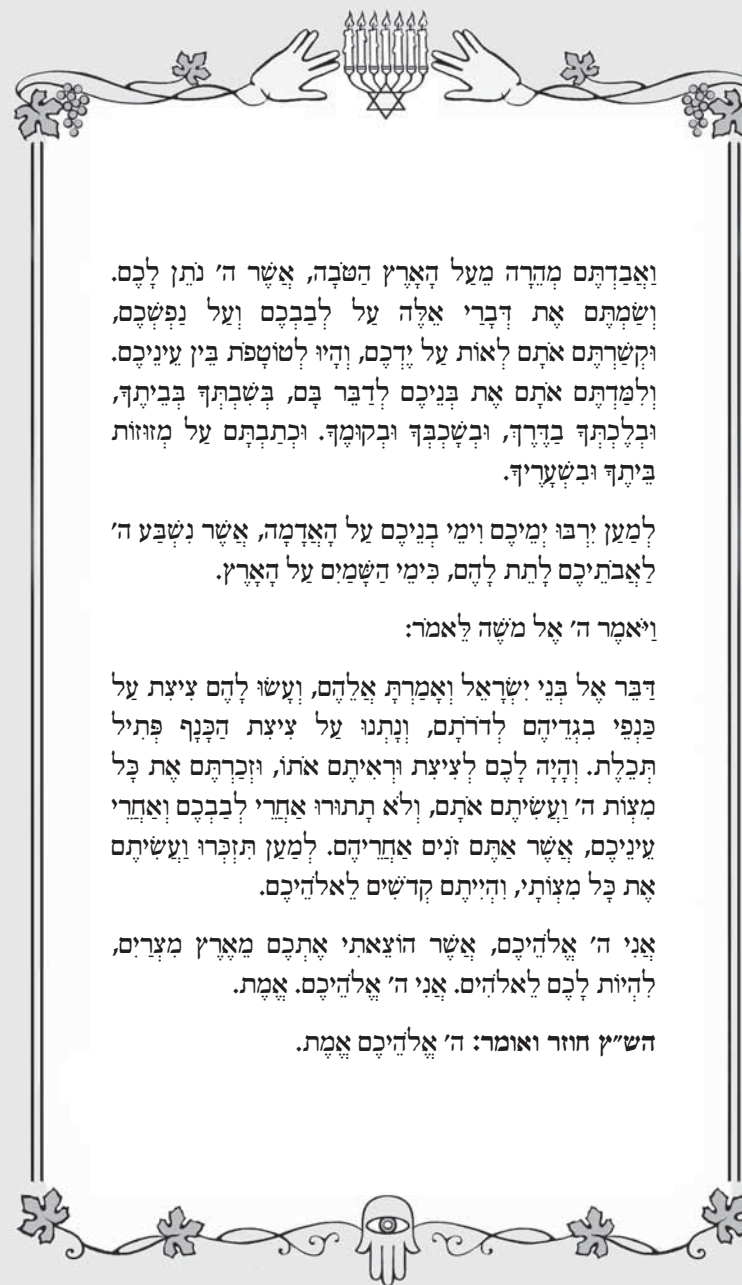 וַאֲבַדְתֶּם מְהֵרָה מֵעַל הָאָרֶץ הַטֹּבָה, אֲשֶׁר ה׳ נֹתֵן לָכֶם.
וְשַׂמְתֶּם אֶת דְּבָרַי אֵלֶּה עַל לְבַבְכֶם וְעַל נַפְשְׁכֶם,
וּקְשַׁרְתֶּם אֹתָם לְאוֹת עַל יֶדְכֶם, וְהָיוּ לְטוֹטָפֹת בֵּין עֵינֵיכֶם.
וְלִמַּדְתֶּם אֹתָם אֶת בְּנֵיכֶם לְדַבֵּר בָּם, בְּשִׁבְתְּךָ בְּבֵיתֶךָ,
וּבְלֶכְתְּךָ בַדֶּרֶךְ, וּבְשָׁכְבְּךָ וּבְקוּמֶךָ. וּכְתַבְתָּם עַל מְזוּזוֹת
בֵּיתֶךָ וּבִשְׁעָרֶיךָ.
לְמַעַן יִרְבּוּ יְמֵיכֶם וִימֵי בְנֵיכֶם עַל הָאֲדָמָה, אֲשֶׁר נִשְׁבַּע ה׳
לַאֲבֹתֵיכֶם לָתֵת לָהֶם, כִּימֵי הַשָּׁמַיִם עַל הָאָרֶץ.
וַיֹּאמֶר ה׳ אֶל מֹשֶׁה לֵּאמֹר:
דַּבֵּר אֶל בְּנֵי יִשְׂרָאֵל וְאָמַרְתָּ אֲלֵהֶם, וְעָשׂוּ לָהֶם צִיצִת עַל
כַּנְפֵי בִגְדֵיהֶם לְדֹרֹתָם, וְנָתְנוּ עַל צִיצִת הַכָּנָף פְּתִיל
תְּכֵלֶת. וְהָיָה לָכֶם לְצִיצִת וּרְאִיתֶם אֹתוֹ, וּזְכַרְתֶּם אֶת כָּל
מִצְוֹת ה׳ וַעֲשִׂיתֶם אֹתָם, וְלֹא תָתוּרוּ אַחֲרֵי לְבַבְכֶם וְאַחֲרֵי
עֵינֵיכֶם, אֲשֶׁר אַתֶּם זֹנִים אַחֲרֵיהֶם. לְמַעַן תִּזְכְּרוּ וַעֲשִׂיתֶם
אֶת כָּל מִצְוֹתָי, וִהְיִיתֶם קְדֹשִׁים לֵאלֹהֵיכֶם.
אֲנִי ה׳ אֱלֹהֵיכֶם, אֲשֶׁר הוֹצֵאתִי אֶתְכֶם מֵאֶרֶץ מִצְרַיִם,
לִהְיוֹת לָכֶם לֵאלֹהִים. אֲנִי ה׳ אֱלֹהֵיכֶם. אֱמֶת.
הש״ץ חוזר ואומר: ה׳ אֱלֹהֵיכֶם אֱמֶת.